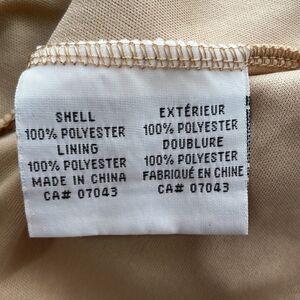 SHELL
100% POLYESTER
LINING
100% POLYESTER
MADE IN CHINA
CA# 07043
EXTÉRIEUR
100% POLYESTER
DOUBLURE
100% POLYESTER
FABRIQUÉ EN CHINE
CA# 07043